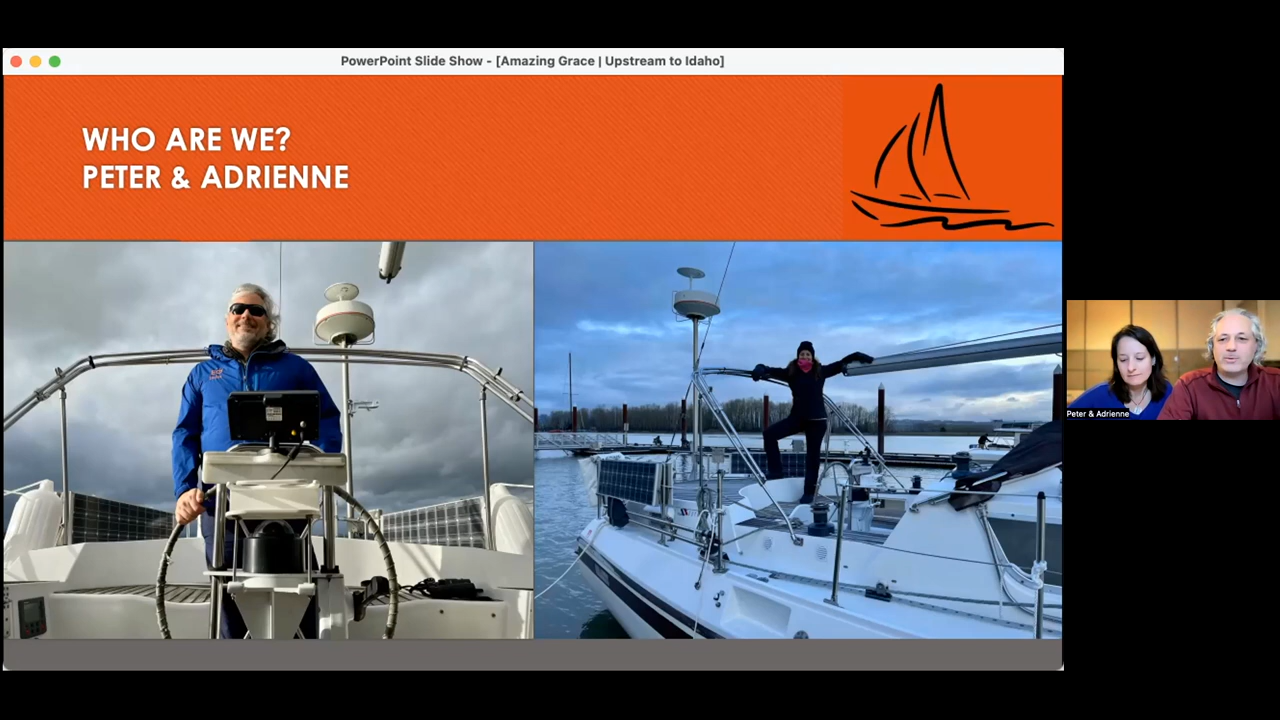 PowerPoint Slide Show - [Amazing Grace | Upstream to Idaho]
WHO ARE WE?
PETER & ADRIENNE
Peter & Adrienne